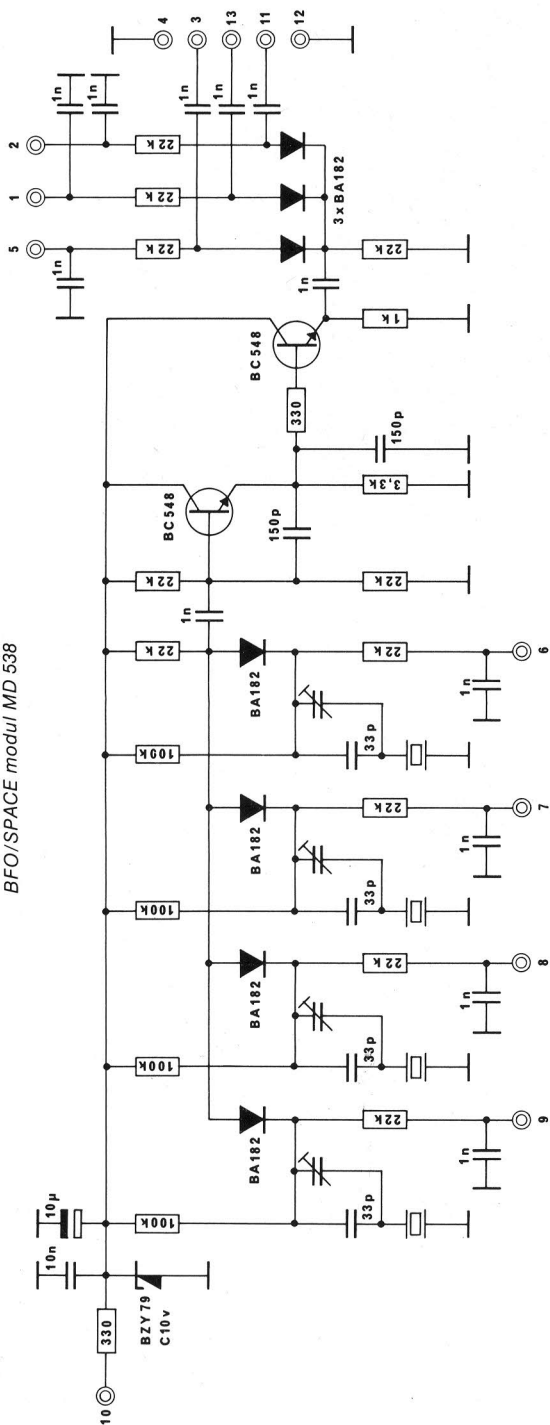 BFO/SPACE modul MD 538
10
330
10n
10µ
BZY79
C10v
100k
BA182
33p
22k
1n
9
100k
BA182
33p
22k
1n
8
100k
BA182
33p
22k
1n
7
100k
22k
BA182
33p
22k
1n
6
1n
22k
22k
BC548
150p
3,3k
150p
330
BC548
1k
1n
22k
3xBA182
5
1
2
1n
1n
1n
22k
22k
22k
1n
1n
1n
4
3
13
11
12